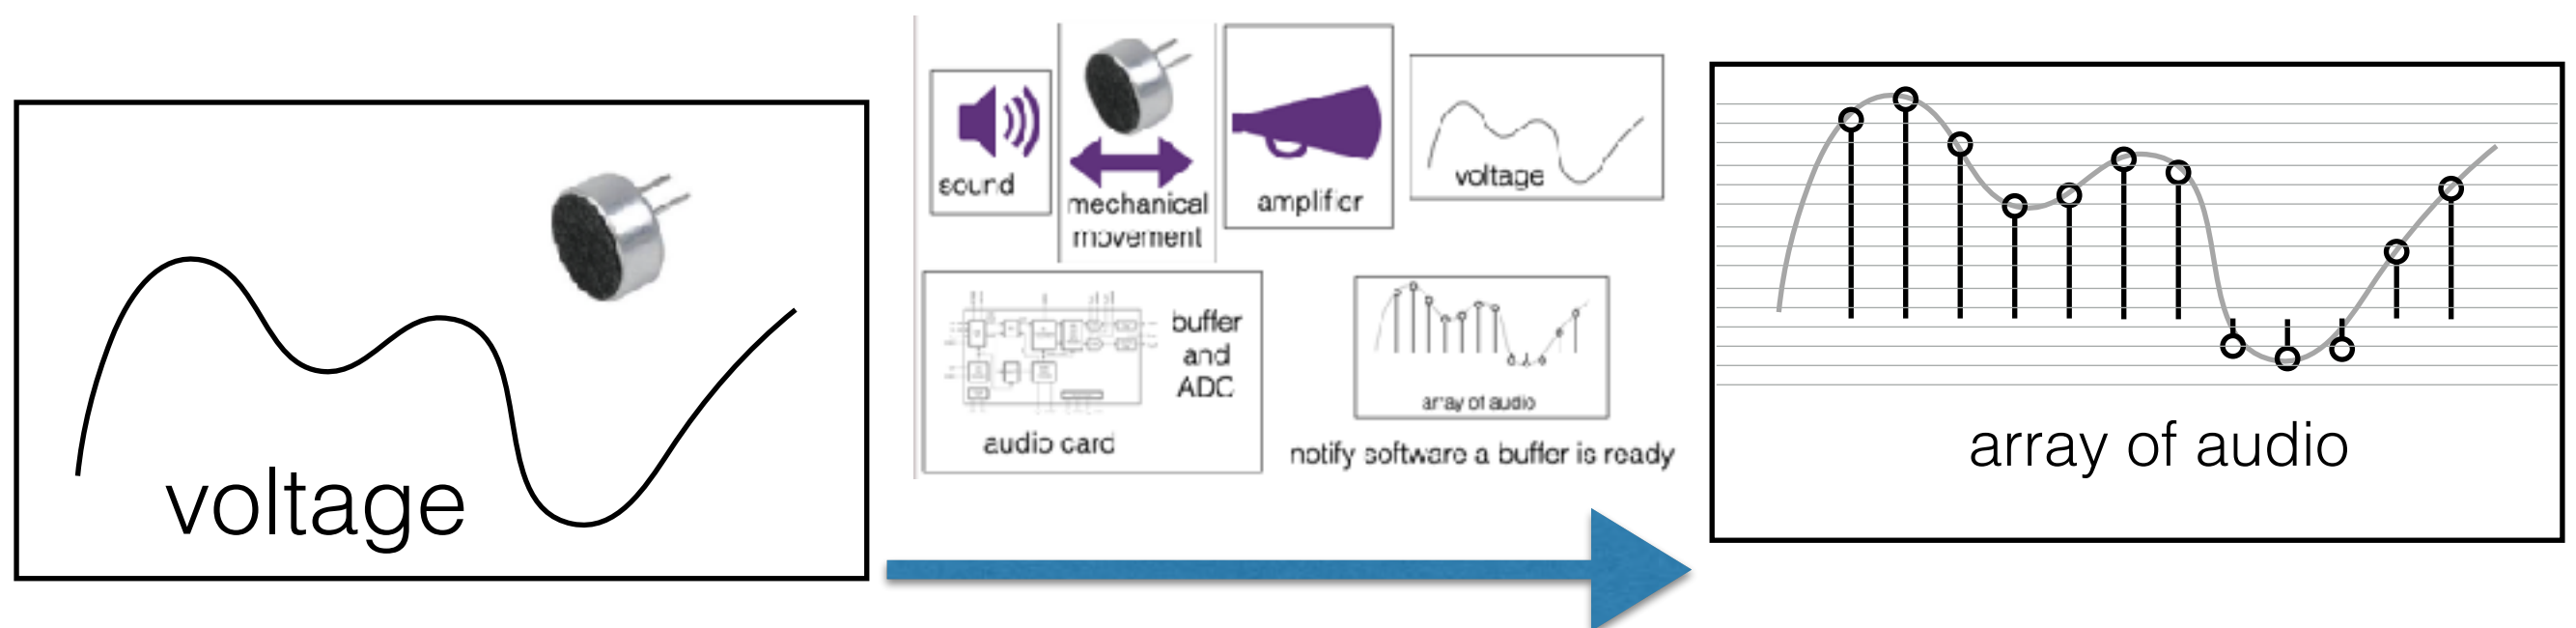 voltage
sound
mechanical
movement
amplifier
voltage
buffer
and
ADC
audio card
array of audio
notify software a buffer is ready
array of audio